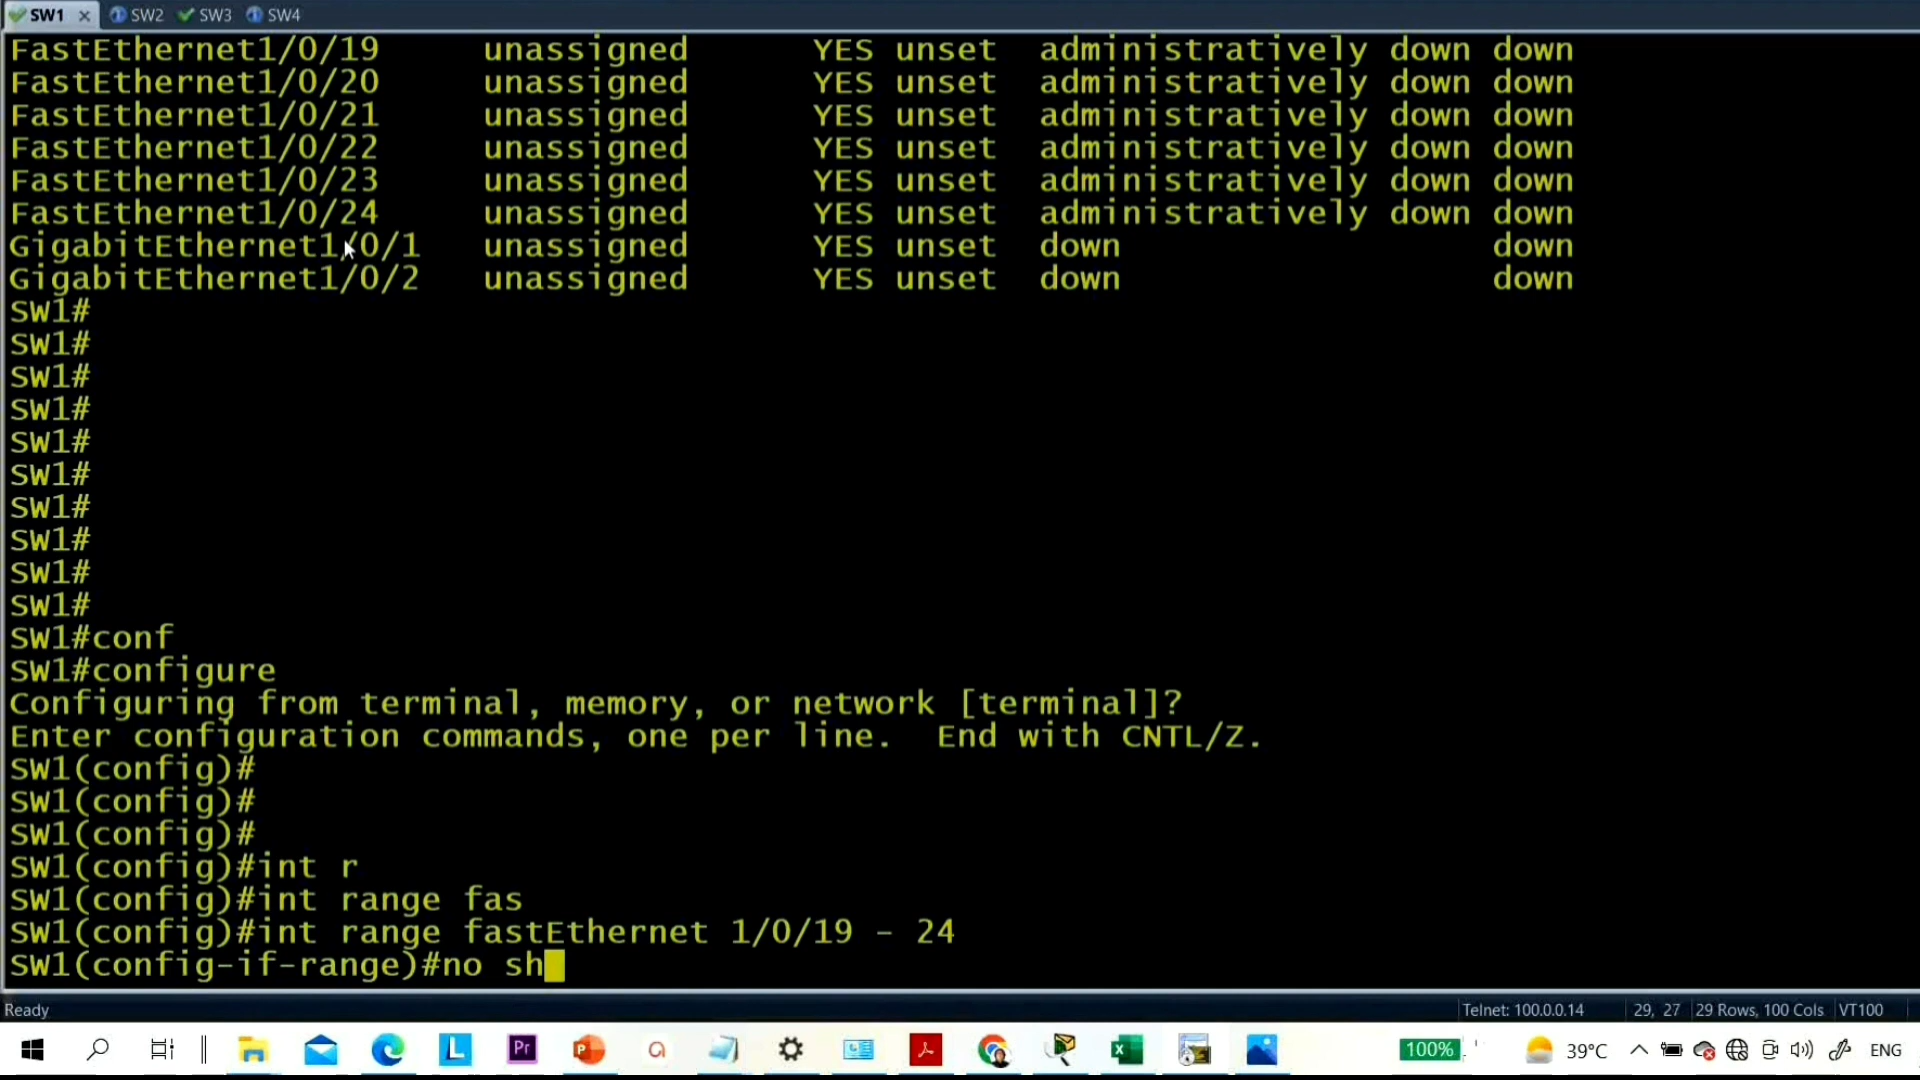 SW1 SW2 SW3 SW4
FastEthernet1/0/19 unassigned YES unset administratively down down
FastEthernet1/0/20 unassigned YES unset administratively down down
FastEthernet1/0/21 unassigned YES unset administratively down down
FastEthernet1/0/22 unassigned YES unset administratively down down
FastEthernet1/0/23 unassigned YES unset administratively down down
FastEthernet1/0/24 unassigned YES unset administratively down down
GigabitEthernet1/0/1 unassigned YES unset down down
GigabitEthernet1/0/2 unassigned YES unset down down
SW1#
SW1#
SW1#
SW1#
SW1#
SW1#
SW1#
SW1#
SW1#
SW1#
SW1#conf
SW1#configure
Configuring from terminal, memory, or network [terminal]?
Enter configuration commands, one per line.  End with CNTL/Z.
SW1(config)#
SW1(config)#
SW1(config)#
SW1(config)#int r
SW1(config)#int range fas
SW1(config)#int range fastEthernet 1/0/19 - 24
SW1(config-if-range)#no sh
Ready Telnet: 100.0.0.14 29, 27 29 Rows, 100 Cols VT100
L Pr P a X 100% 39°C ENG